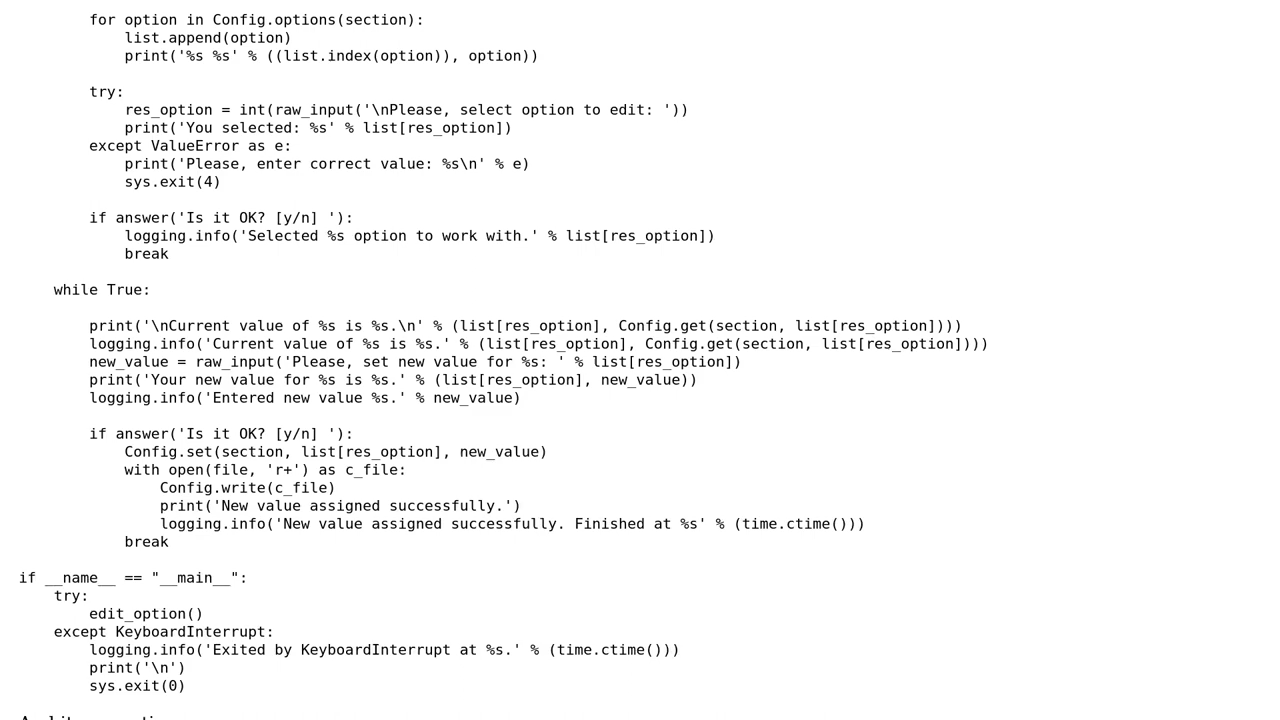 for option in Config.options(section):
            list.append(option)
            print('%s %s' % ((list.index(option)), option))

        try:
            res_option = int(raw_input('\nPlease, select option to edit: '))
            print('You selected: %s' % list[res_option])
        except ValueError as e:
            print('Please, enter correct value: %s\n' % e)
            sys.exit(4)

        if answer('Is it OK? [y/n] '):
            logging.info('Selected %s option to work with.' % list[res_option])
            break

    while True:

        print('\nCurrent value of %s is %s.\n' % (list[res_option], Config.get(section, list[res_option])))
        logging.info('Current value of %s is %s.' % (list[res_option], Config.get(section, list[res_option])))
        new_value = raw_input('Please, set new value for %s: ' % list[res_option])
        print('Your new value for %s is %s.' % (list[res_option], new_value))
        logging.info('Entered new value %s.' % new_value)

        if answer('Is it OK? [y/n] '):
            Config.set(section, list[res_option], new_value)
            with open(file, 'r+') as c_file:
                Config.write(c_file)
                print('New value assigned successfully.')
                logging.info('New value assigned successfully. Finished at %s' % (time.ctime()))
            break

if __name__ == "__main__":
    try:
        edit_option()
    except KeyboardInterrupt:
        logging.info('Exited by KeyboardInterrupt at %s.' % (time.ctime()))
        print('\n')
        sys.exit(0)